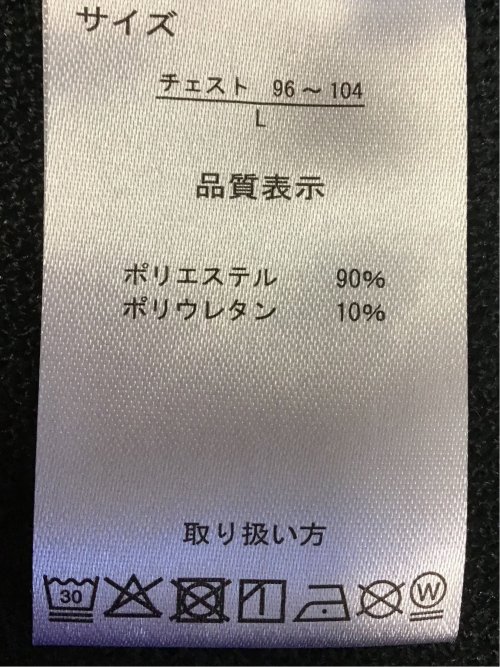 サイズ
チェスト 96～104
L
品質表示
ポリエステル 90%
ポリウレタン 10%
取り扱い方
30
W